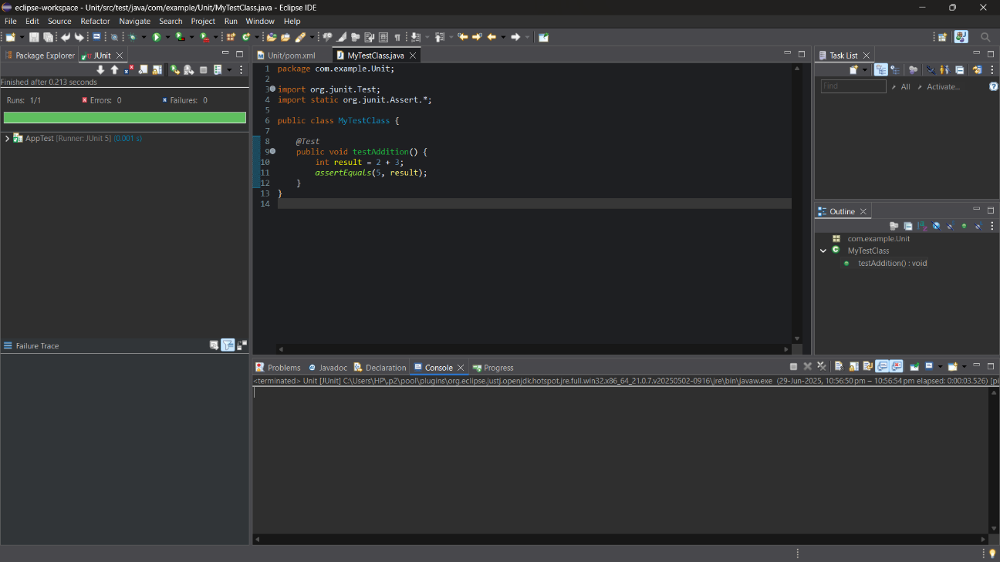 eclipse-workspace - Unit/src/test/java/com/example/Unit/MyTestClass.java - Eclipse IDE
File Edit Source Refactor Navigate Search Project Run Window Help
Package Explorer JUnit
Finished after 0.213 seconds
Runs: 1/1 Errors: 0 Failures: 0
AppTest [Runner: JUnit 5] (0.001 s)
Failure Trace
Unit/pom.xml MyTestClass.java
1 package com.example.Unit;
2
3 import org.junit.Test;
4 import static org.junit.Assert.*;
5
6 public class MyTestClass {
7
8 @Test
9 public void testAddition() {
10 int result = 2 + 3;
11 assertEquals(5, result);
12 }
13 }
14
Task List
Find All Activate...
Outline
com.example.Unit
MyTestClass
testAddition() : void
Problems Javadoc Declaration Console Progress
<terminated> Unit [JUnit] C:\Users\HP\.p2\pool\plugins\org.eclipse.justj.openjdk.hotspot.jre.full.win32.x86_64_21.0.7.v20250502-0916\jre\bin\javaw.exe (29-Jun-2025, 10:56:50 pm – 10:56:54 pm elapsed: 0:00:03.526) [pi